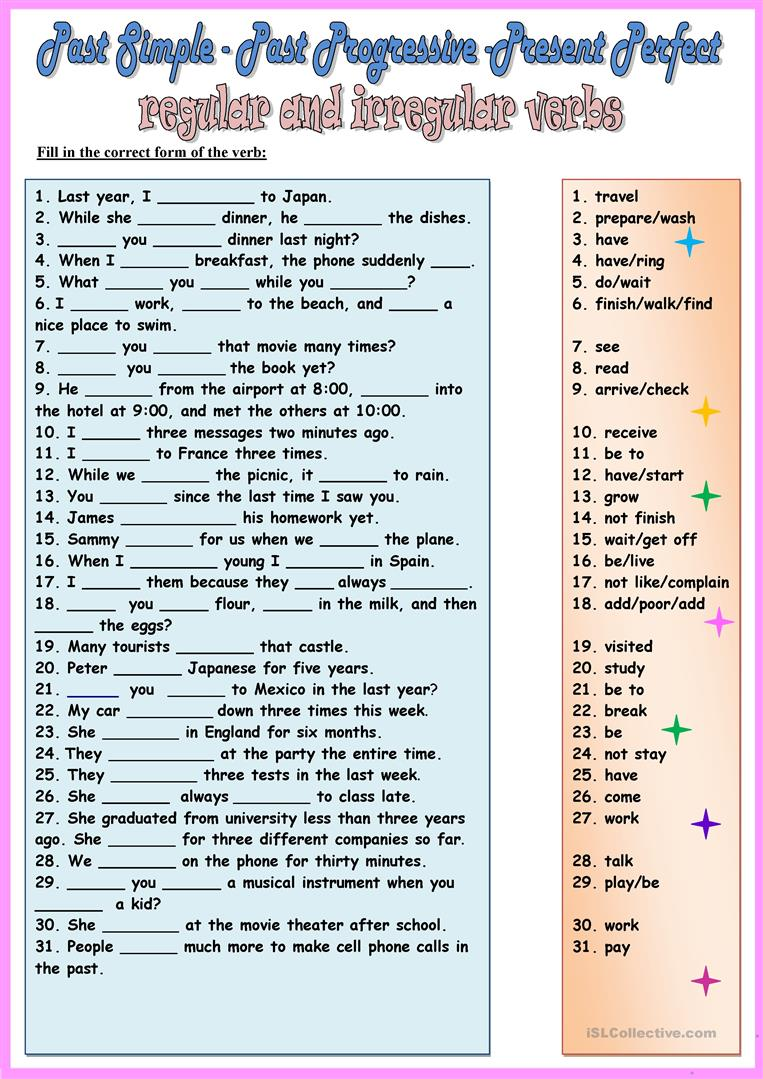 Past Simple - Past Progressive -Present Perfect
regular and irregular verbs
Fill in the correct form of the verb:
1. Last year, I __________ to Japan.
2. While she ________ dinner, he ________ the dishes.
3. ______ you _______ dinner last night?
4. When I _______ breakfast, the phone suddenly ____.
5. What ______ you _____ while you ________?
6. I ______ work, ______ to the beach, and _____ a
nice place to swim.
7. ______ you ______ that movie many times?
8. ______ you _______ the book yet?
9. He _______ from the airport at 8:00, _______ into
the hotel at 9:00, and met the others at 10:00.
10. I ______ three messages two minutes ago.
11. I _______ to France three times.
12. While we _______ the picnic, it _______ to rain.
13. You _______ since the last time I saw you.
14. James ____________ his homework yet.
15. Sammy _______ for us when we ______ the plane.
16. When I _________ young I ________ in Spain.
17. I ______ them because they ____ always ________.
18. _____ you _____ flour, _____ in the milk, and then
______ the eggs?
19. Many tourists ________ that castle.
20. Peter _______ Japanese for five years.
21. _____ you ______ to Mexico in the last year?
22. My car _________ down three times this week.
23. She ________ in England for six months.
24. They ___________ at the party the entire time.
25. They _________ three tests in the last week.
26. She _______ always ________ to class late.
27. She graduated from university less than three years
ago. She _______ for three different companies so far.
28. We ________ on the phone for thirty minutes.
29. ______ you ______ a musical instrument when you
_______ a kid?
30. She ________ at the movie theater after school.
31. People ______ much more to make cell phone calls in
the past.
1. travel
2. prepare/wash
3. have
4. have/ring
5. do/wait
6. finish/walk/find
7. see
8. read
9. arrive/check
10. receive
11. be to
12. have/start
13. grow
14. not finish
15. wait/get off
16. be/live
17. not like/complain
18. add/poor/add
19. visited
20. study
21. be to
22. break
23. be
24. not stay
25. have
26. come
27. work
28. talk
29. play/be
30. work
31. pay
iSLCollective.com